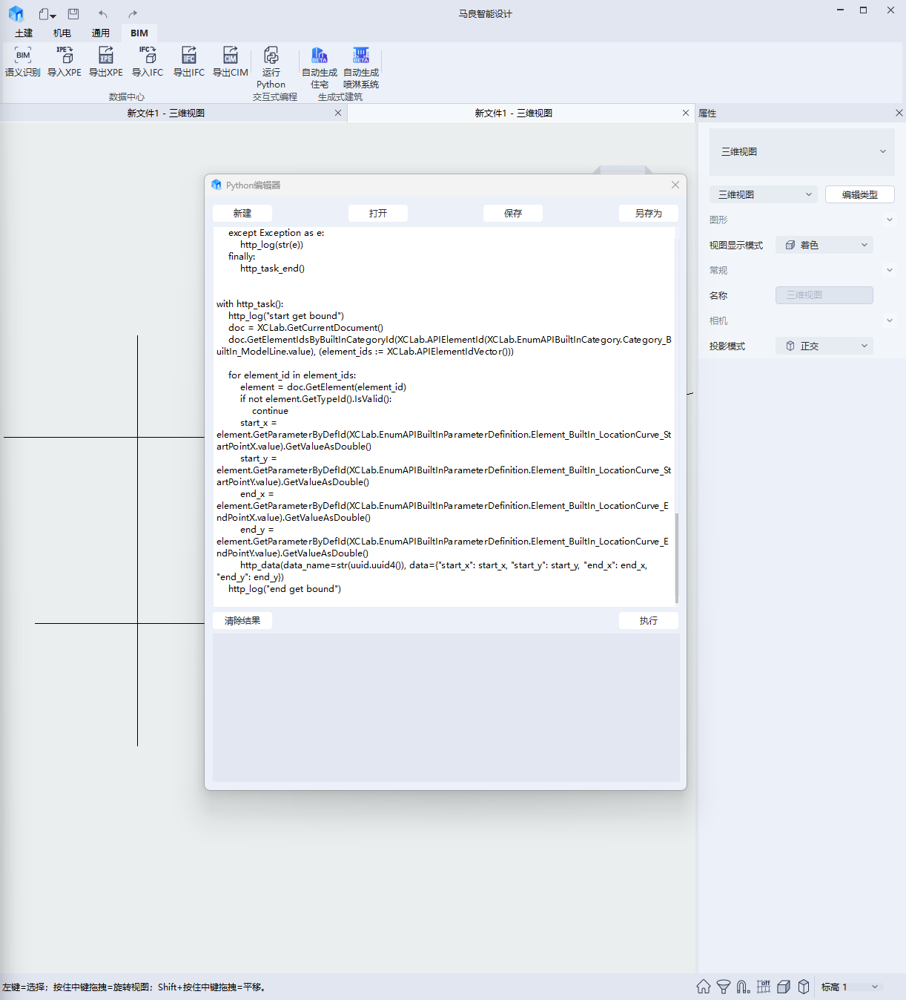 马良智能设计
土建 机电 通用 BIM
BIM XPE XPE IFC IFC CIM BETA BETA
语义识别 导入XPE 导出XPE 导入IFC 导出IFC 导出CIM 运行 自动生成 自动生成
Python 住宅 喷淋系统
数据中心 交互式编程 生成式建筑
新文件1 - 三维视图 新文件1 - 三维视图 属性
三维视图
三维视图 编辑类型
图形
视图显示模式 着色
常规
名称 三维视图
相机
投影模式 正交
Python编辑器
新建 打开 保存 另存为
except Exception as e:
http_log(str(e))
finally:
http_task_end()
with http_task():
http_log("start get bound")
doc = XCLab.GetCurrentDocument()
doc.GetElementIdsByBuiltInCategoryId(XCLab.APIElementId(XCLab.EnumAPIBuiltInCategory.Category_B
uiltIn_ModelLine.value), (element_ids := XCLab.APIElementIdVector()))
for element_id in element_ids:
element = doc.GetElement(element_id)
if not element.GetTypeId().IsValid():
continue
start_x =
element.GetParameterByDefId(XCLab.EnumAPIBuiltInParameterDefinition.Element_BuiltIn_LocationCurve_St
artPointX.value).GetValueAsDouble()
start_y =
element.GetParameterByDefId(XCLab.EnumAPIBuiltInParameterDefinition.Element_BuiltIn_LocationCurve_St
artPointY.value).GetValueAsDouble()
end_x =
element.GetParameterByDefId(XCLab.EnumAPIBuiltInParameterDefinition.Element_BuiltIn_LocationCurve_E
ndPointX.value).GetValueAsDouble()
end_y =
element.GetParameterByDefId(XCLab.EnumAPIBuiltInParameterDefinition.Element_BuiltIn_LocationCurve_E
ndPointY.value).GetValueAsDouble()
http_data(data_name=str(uuid.uuid4()), data={"start_x": start_x, "start_y": start_y, "end_x": end_x,
"end_y": end_y})
http_log("end get bound")
清除结果 执行
左键=选择；按住中键拖拽=旋转视图；Shift+按住中键拖拽=平移。 off 标高 1